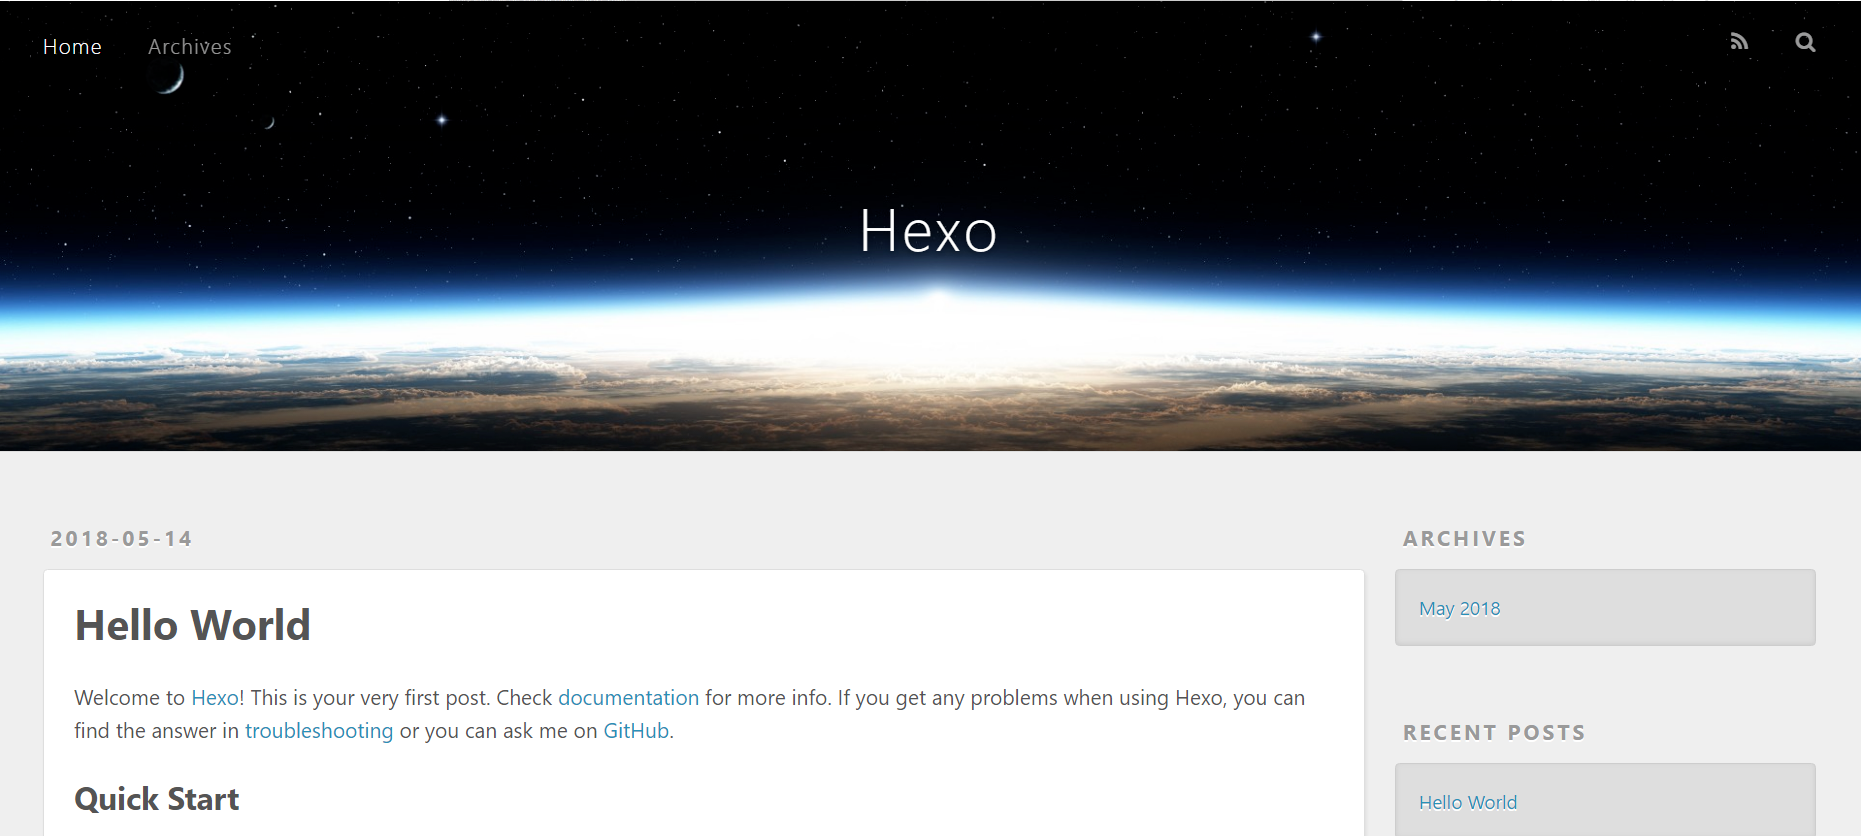 Home Archives
Hexo
2018-05-14
Hello World
Welcome to Hexo! This is your very first post. Check documentation for more info. If you get any problems when using Hexo, you can
find the answer in troubleshooting or you can ask me on GitHub.
Quick Start
ARCHIVES
May 2018
RECENT POSTS
Hello World